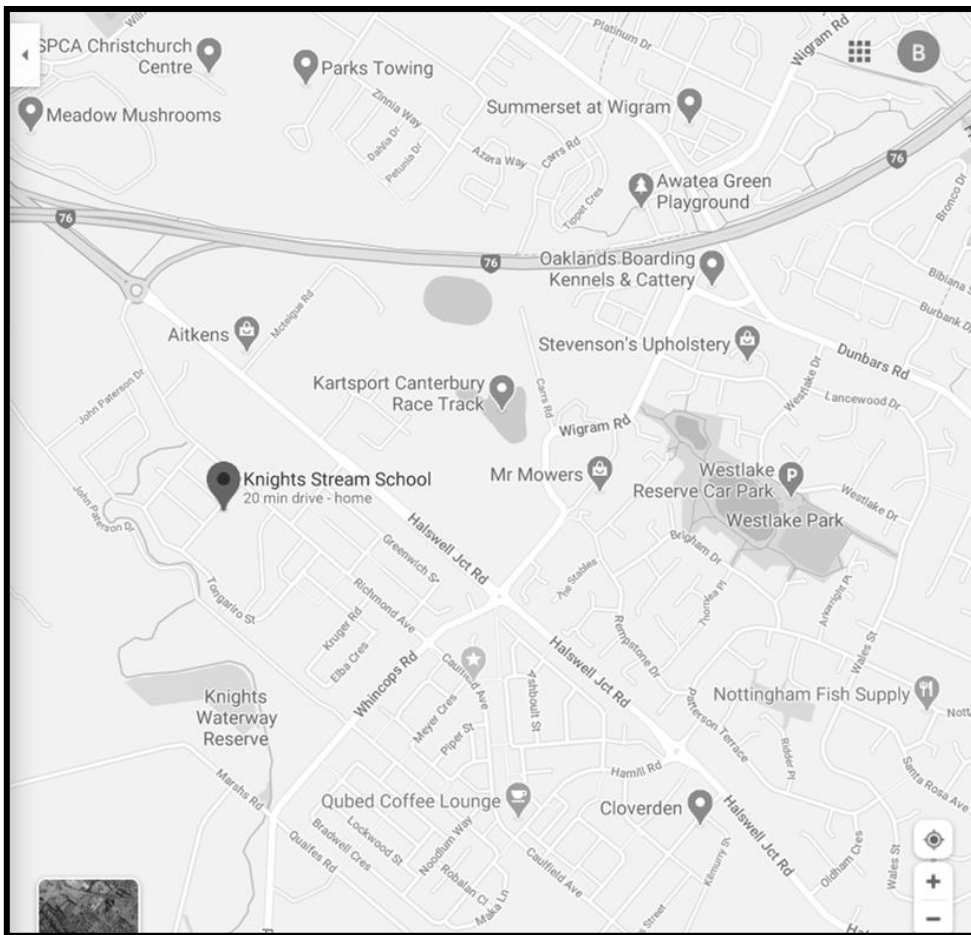 Platinum Dr
Wigram Rd
B
SPCA Christchurch
Centre
Parks Towing
Meadow Mushrooms
Zinnia Way
Summerset at Wigram
Dahlia Dr
Petunia Dr
Azara Way
Carrs Rd
76
Tippet Cres
Awatea Green
Playground
Bronco Dr
76
76
Oaklands Boarding
Kennels & Cattery
Burbank Dr
Mcteigue Rd
Aitkens
Stevenson's Upholstery
Dunbars Rd
Westlake Dr
Lancewood Dr
Kartsport Canterbury
Race Track
Carrs Rd
John Paterson Dr
Wigram Rd
Mr Mowers
Westlake
Reserve Car Park
P
Westlake Dr
Westlake Park
Knights Stream School
20 min drive - home
John Paterson Dr
Halswell Jct Rd
Greenwich St
Brigham Dr
The Stables
Thornlea Pl
Arkwright Pl
Tongariro St
Richmond Ave
Kruger Rd
Elba Cres
Rempstone Dr
Wales St
Whincops Rd
Caulfield Ave
Halswell Jct Rd
Ashboult St
Meyer Cres
Piper St
Patterson Terrace
Nottingham Fish Supply
Knights
Waterway
Reserve
Ridder Pl
Hamill Rd
Santa Rosa Ave
Marshs Rd
Qubed Coffee Lounge
Cloverden
Halswell Jct Rd
Quaifes Rd
Bradwell Cres
Lockwood St
Noodlum Way
Robalan Cl
Maka Ln
Caulfield Ave
Kilmurry St
Oldham Cres
Wales St
Street